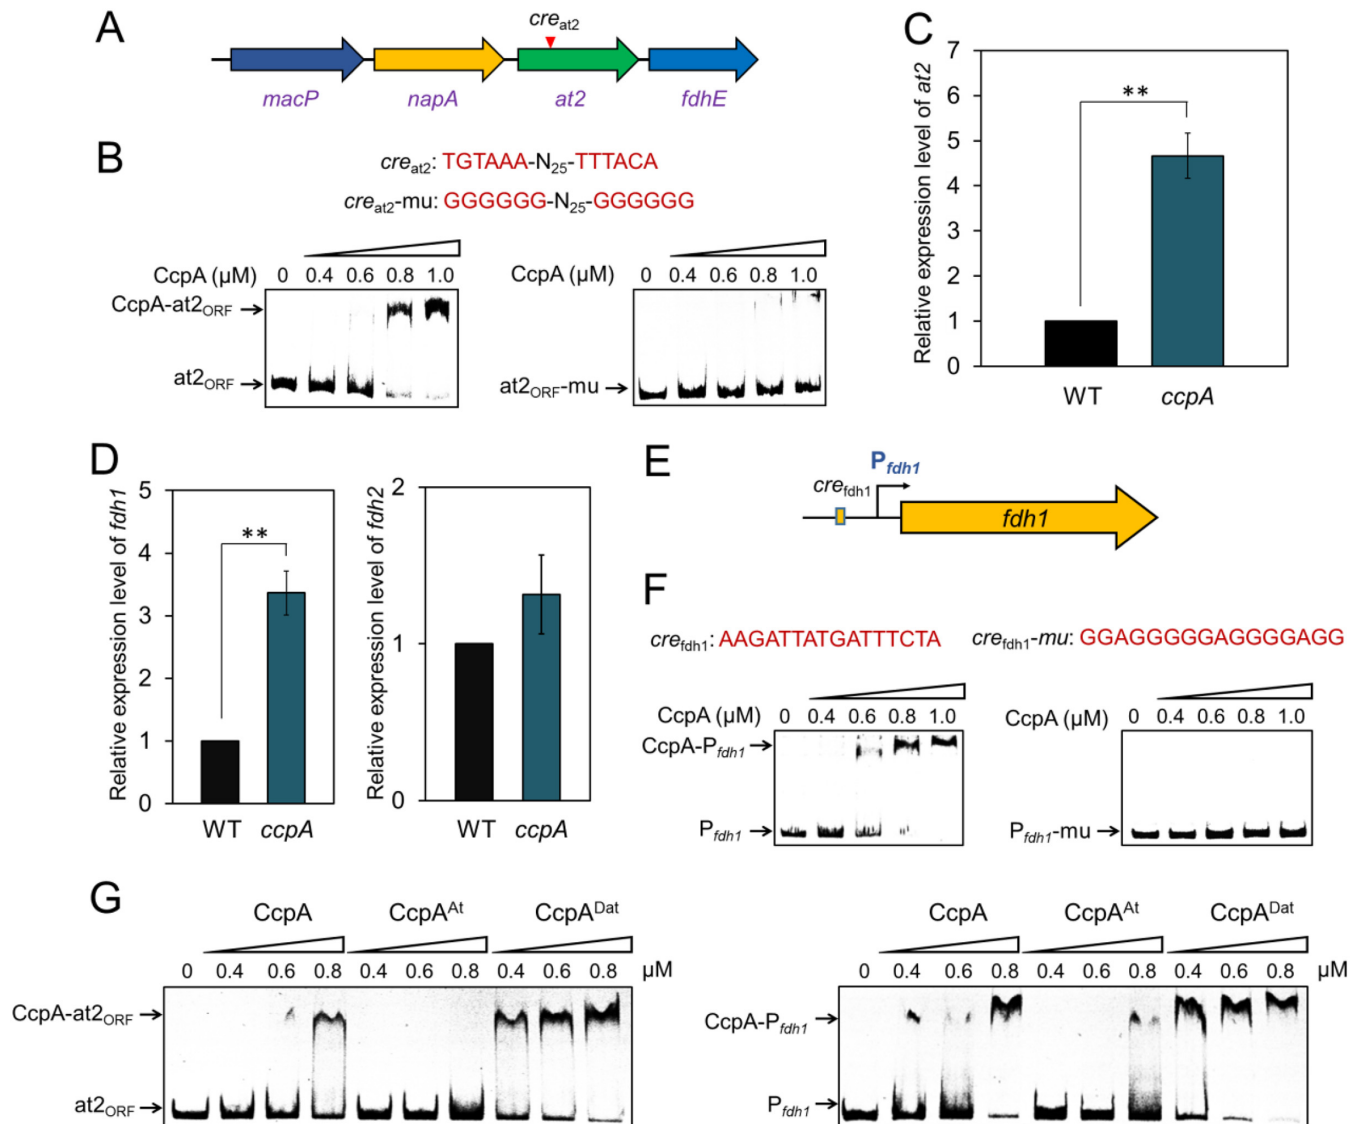 A
cre_at2
macP napA at2 fdhE
B
cre_at2: TGTAAA-N25-TTTACA
cre_at2-mu: GGGGGG-N25-GGGGGG
CcpA (μM) 0 0.4 0.6 0.8 1.0
CcpA-at2_ORF
at2_ORF
CcpA (μM) 0 0.4 0.6 0.8 1.0
at2_ORF-mu
C
Relative expression level of at2
7
6
5
4
3
2
1
0
**
WT ccpA
D
Relative expression level of fdh1
5
4
3
2
1
0
**
WT ccpA
Relative expression level of fdh2
2
1
0
WT ccpA
E
cre_fdh1
P_fdh1
fdh1
F
cre_fdh1: AAGATTATGATTTCTA
cre_fdh1-mu: GGAGGGGGAGGGGAGG
CcpA (μM) 0 0.4 0.6 0.8 1.0
CcpA-P_fdh1
P_fdh1
CcpA (μM) 0 0.4 0.6 0.8 1.0
P_fdh1-mu
G
CcpA CcpA^At CcpA^Dat
0 0.4 0.6 0.8 0.4 0.6 0.8 0.4 0.6 0.8 μM
CcpA-at2_ORF
at2_ORF
CcpA CcpA^At CcpA^Dat
0 0.4 0.6 0.8 0.4 0.6 0.8 0.4 0.6 0.8 μM
CcpA-P_fdh1
P_fdh1